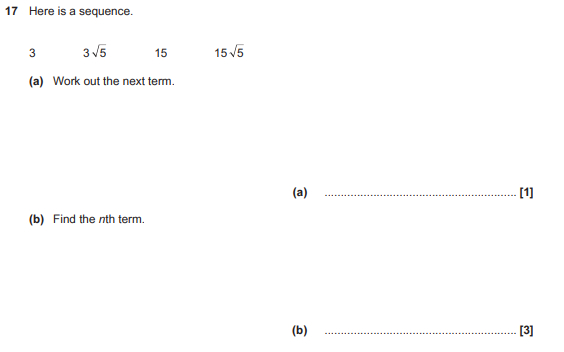 17 Here is a sequence.
3 3√5 15 15√5
(a) Work out the next term.
(a) ........................................................ [1]
(b) Find the nth term.
(b) ........................................................ [3]